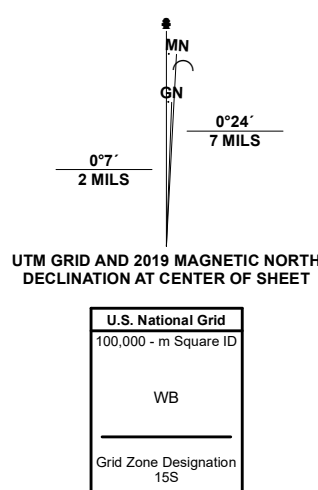 MN
GN
0°24´
7 MILS
0°7´
2 MILS
UTM GRID AND 2019 MAGNETIC NORTH
DECLINATION AT CENTER OF SHEET
U.S. National Grid
100,000 - m Square ID
WB
Grid Zone Designation
15S